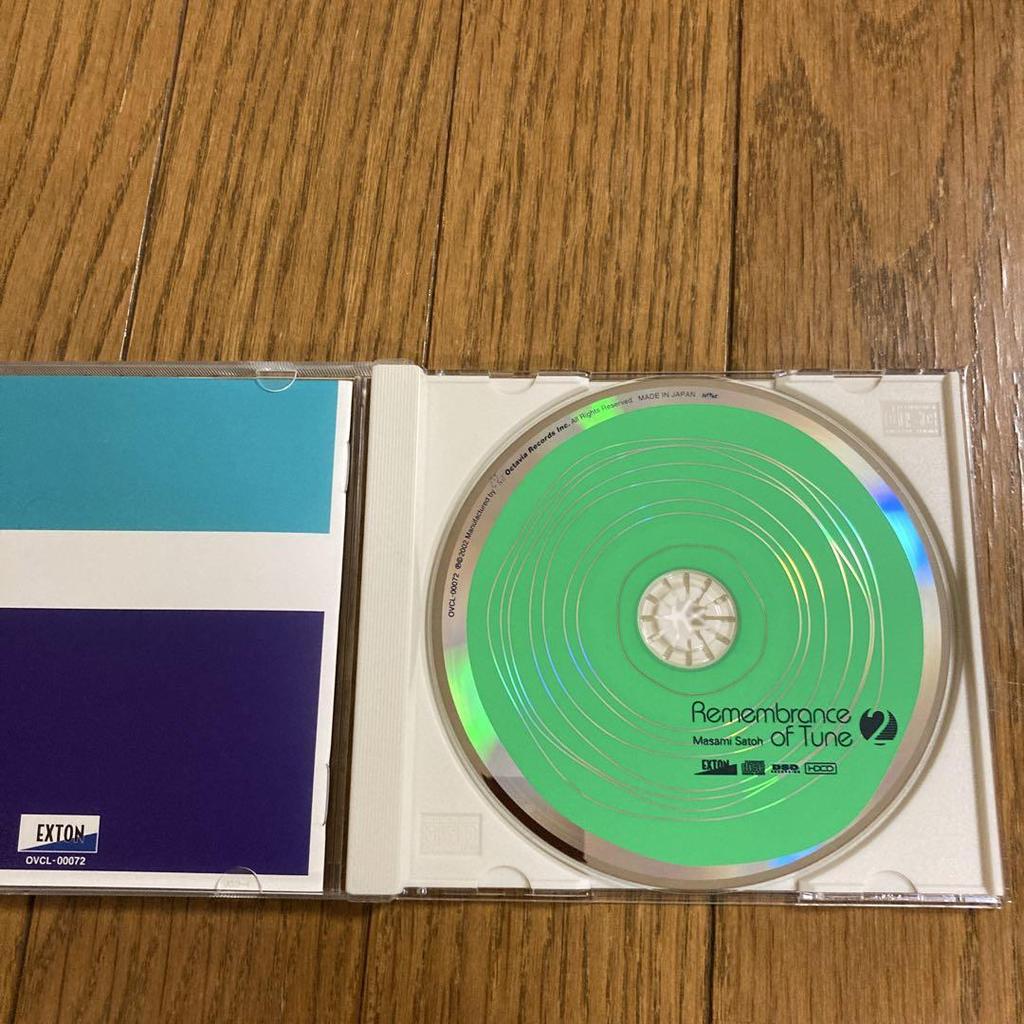 EXTON
OVCL-00072
OVCL-00072 ℗©2002 Manufactured by Octavia Records Inc. All Rights Reserved. MADE IN JAPAN
Remembrance
Masami Satoh of Tune 2
EXTON DSD HDCD